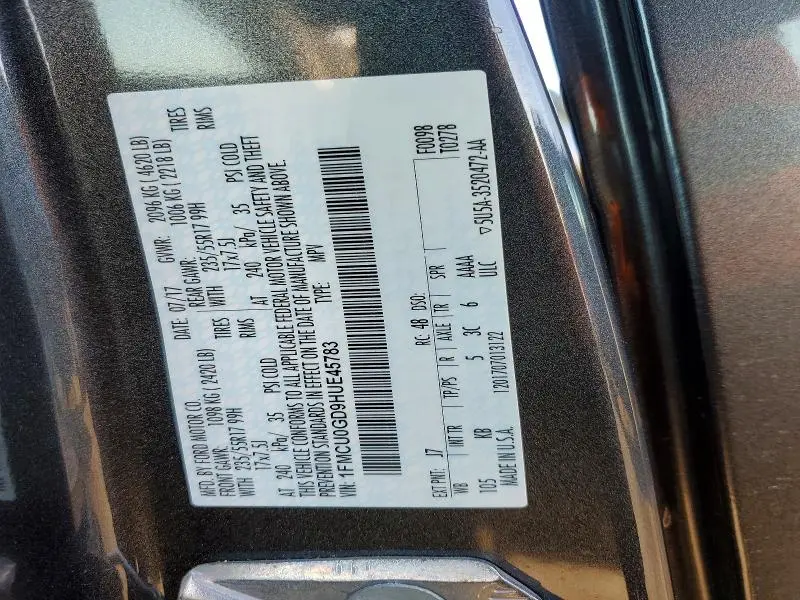 MFD. BY FORD MOTOR CO.
DATE: 07/17 GVWR: 2096 KG ( 4620 LB)
FRONT GAWR: 1098 KG ( 2420 LB) REAR GAWR: 1006 KG ( 2218 LB)
WITH 235/55R17 99H TIRES WITH 235/55R17 99H TIRES
17x7.5J RIMS 17x7.5J RIMS
AT 240 kPa/ 35 PSI COLD AT 240 kPa/ 35 PSI COLD
THIS VEHICLE CONFORMS TO ALL APPLICABLE FEDERAL MOTOR VEHICLE SAFETY AND THEFT
PREVENTION STANDARDS IN EFFECT ON THE DATE OF MANUFACTURE SHOWN ABOVE.
VIN: 1FMCU0GD9HUE45783 TYPE: MPV
F0098
EXT PNT: J7 RC: 48 DSO: T0278
WB INT TR TP/PS R AXLE TR SPR
105 KB 5 3C 6 AAAA ▽5U5A-3520472-AA
MADE IN U.S.A. 1201707013122 ULC